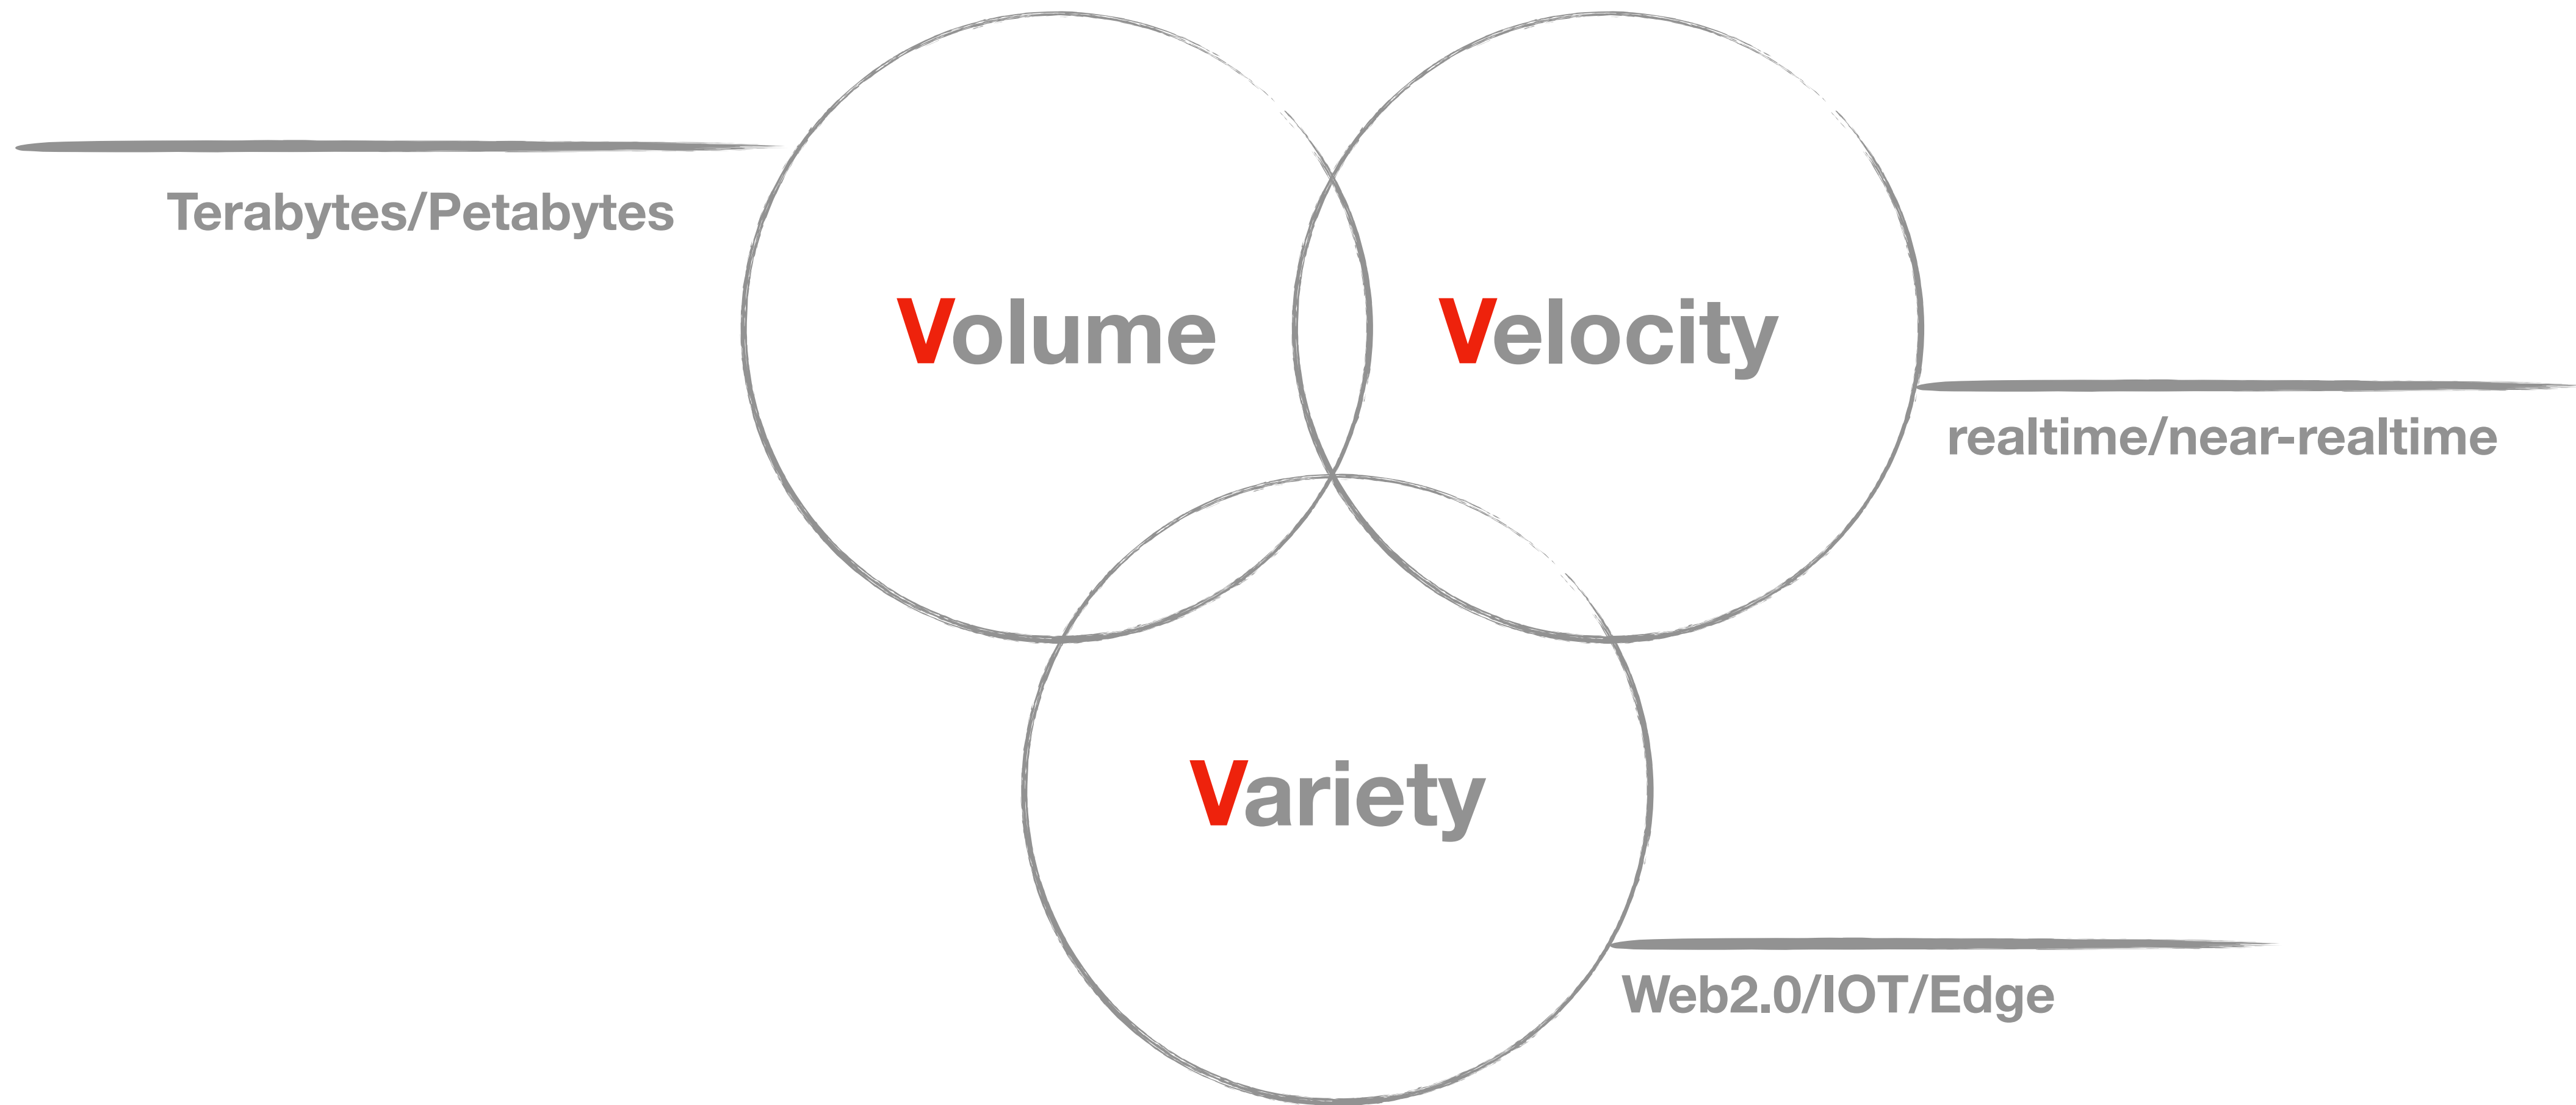 Terabytes/Petabytes
Volume
Velocity
realtime/near-realtime
Variety
Web2.0/IOT/Edge